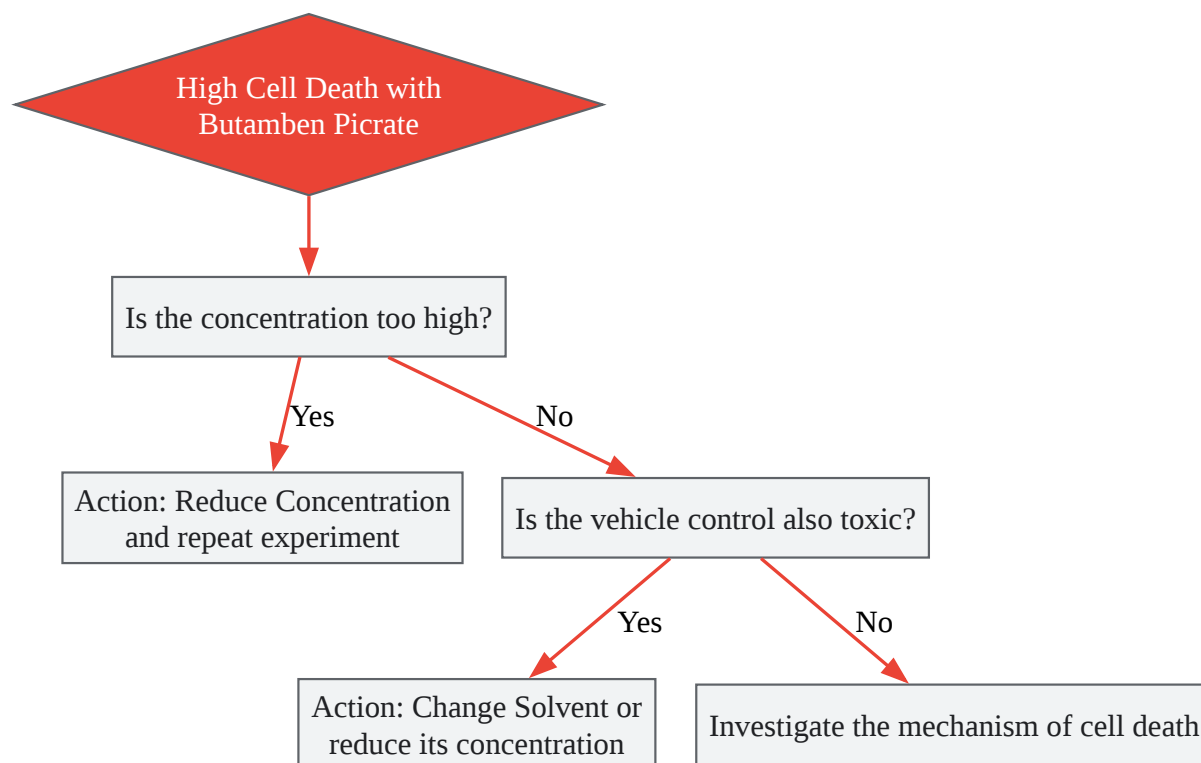 High Cell Death with
Butamben Picrate
Is the concentration too high?
Yes
No
Action: Reduce Concentration
and repeat experiment
Is the vehicle control also toxic?
Yes
No
Action: Change Solvent or
reduce its concentration
Investigate the mechanism of cell death